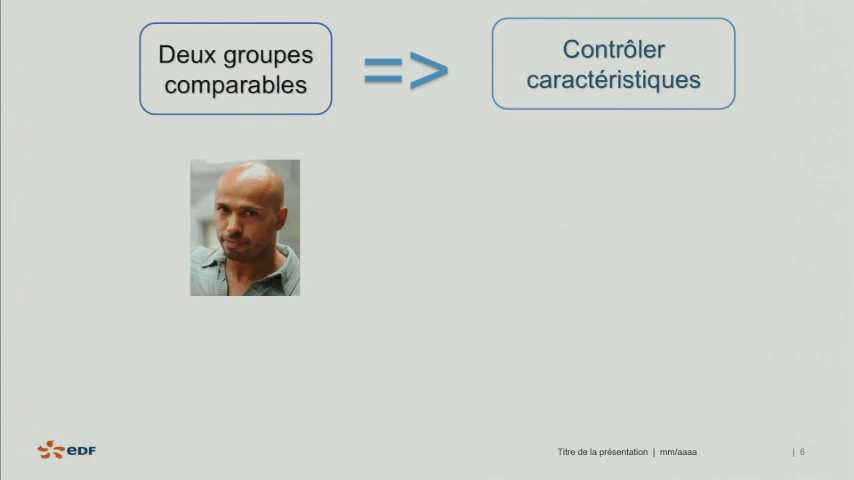 Deux groupes
comparables
=>
Contrôler
caractéristiques
eDF
Titre de la présentation | mm/aaaa
| 6